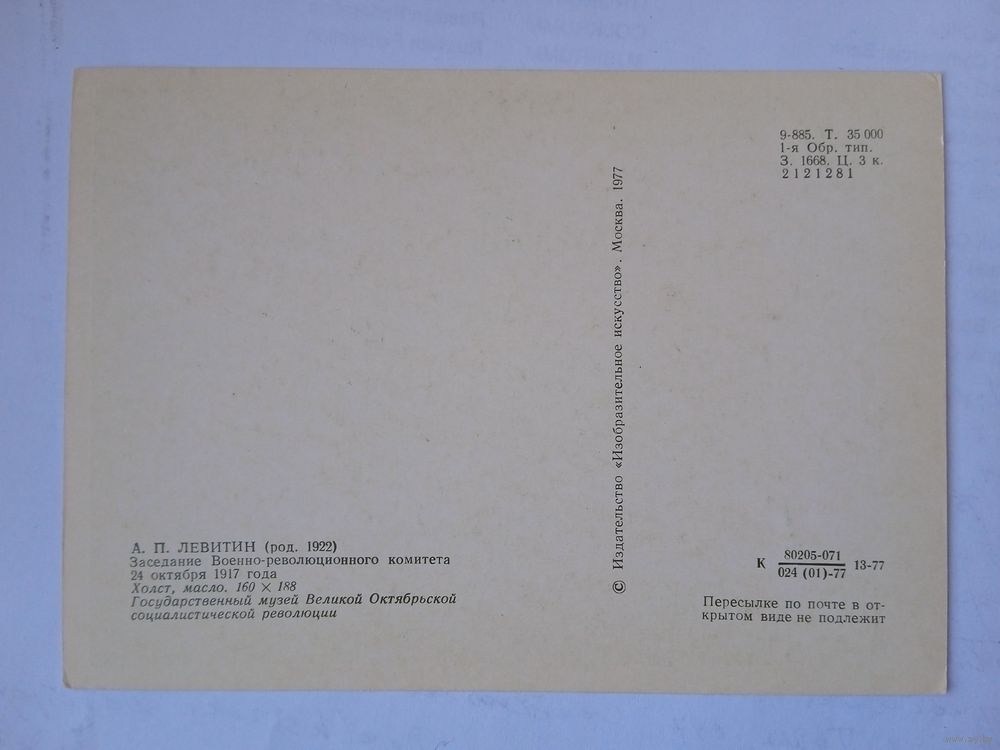 9-885. Т. 35 000
1-я Обр. тип.
З. 1668. Ц. 3 к.
2121281
© Издательство «Изобразительное искусство». Москва. 1977
А. П. ЛЕВИТИН (род. 1922)
Заседание Военно-революционного комитета
24 октября 1917 года
Холст, масло. 160 × 188
Государственный музей Великой Октябрьской
социалистической революции
К 80205-071 13-77
024 (01)-77
Пересылке по почте в от-
крытом виде не подлежит